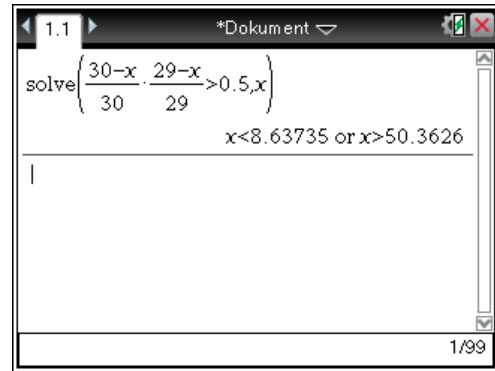 1.1 *Dokument
solve(30-x/30 · 29-x/29 >0.5,x)
x<8.63735 or x>50.3626
1/99